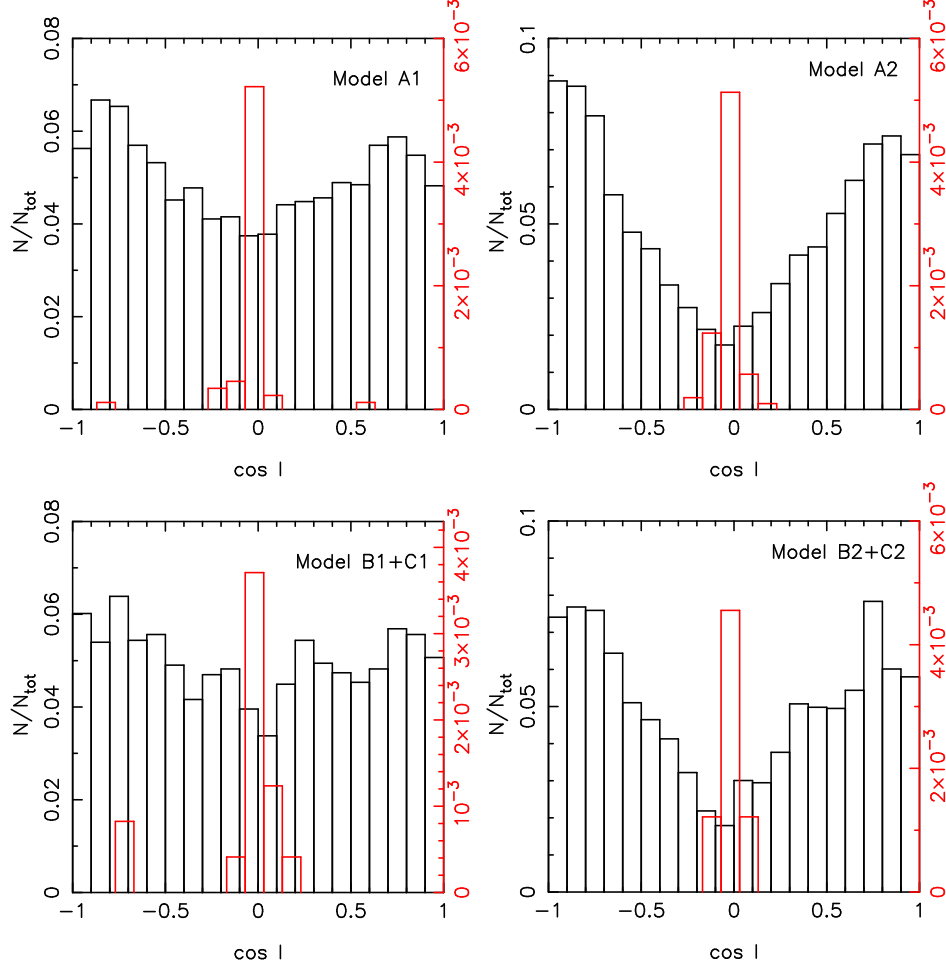 Model A1
N/N_tot
0 0.02 0.04 0.06 0.08
0 2×10⁻³ 4×10⁻³ 6×10⁻³
−1 −0.5 0 0.5 1
cos I
Model A2
N/N_tot
0 0.05 0.1
0 2×10⁻³ 4×10⁻³ 6×10⁻³
−1 −0.5 0 0.5 1
cos I
Model B1+C1
N/N_tot
0 0.02 0.04 0.06 0.08
0 10⁻³ 2×10⁻³ 3×10⁻³ 4×10⁻³
−1 −0.5 0 0.5 1
cos I
Model B2+C2
N/N_tot
0 0.05 0.1
0 2×10⁻³ 4×10⁻³ 6×10⁻³
−1 −0.5 0 0.5 1
cos I